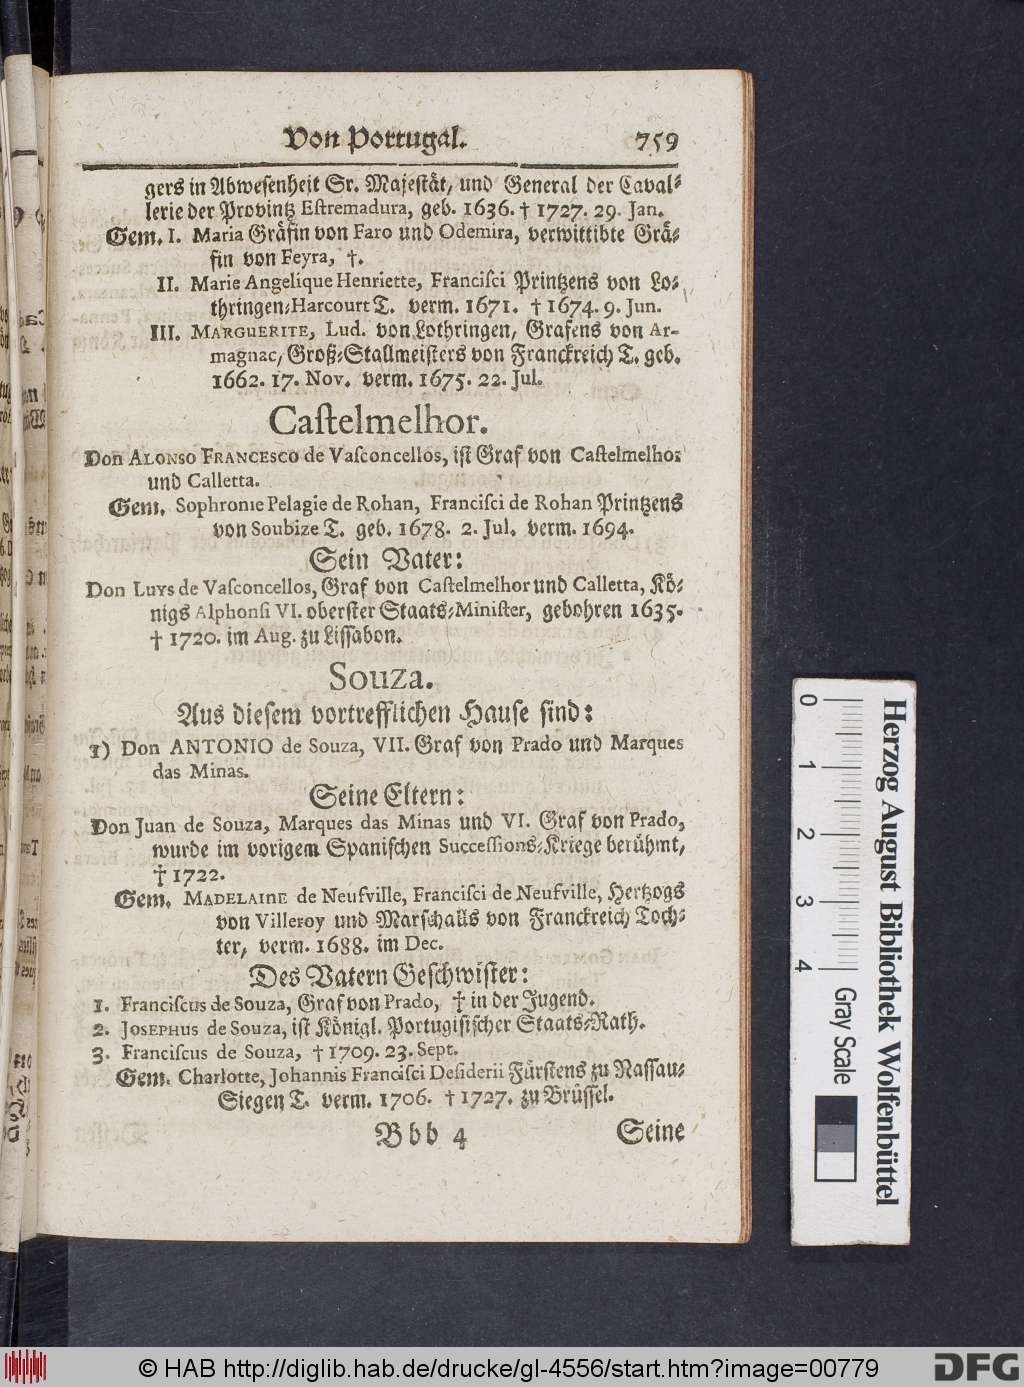 Von Portugal. 759
gers in Abwesenheit Sr. Majestät, und General der Caval-
lerie der Provintz Estremadura, geb. 1636. † 1727. 29. Jan.
Gem. I. Maria Gräfin von Faro und Odemira, verwittibte Grä-
fin von Feyra, †.
II. Marie Angelique Henriette, Francisci Printzens von Lo-
thringen-Harcourt T. verm. 1671. † 1674. 9. Jun.
III. MARGUERITE, Lud. von Lothringen, Grafens von Ar-
magnac, Groß-Stallmeisters von Franckreich T. geb.
1662. 17. Nov. verm. 1675. 22. Jul.
Castelmelhor.
Don ALONSO FRANCESCO de Vasconcellos, ist Graf von Castelmelhor
und Calletta.
Gem. Sophronie Pelagie de Rohan, Francisci de Rohan Printzens
von Soubize T. geb. 1678. 2. Jul. verm. 1694.
Sein Vater:
Don LUYS de Vasconcellos, Graf von Castelmelhor und Calletta, Kö-
nigs Alphonsi VI. oberster Staats-Minister, gebohren 1635.
† 1720. im Aug. zu Lissabon.
Souza.
Aus diesem vortrefflichen Hause sind:
1) Don ANTONIO de Souza, VII. Graf von Prado und Marques
das Minas.
Seine Eltern:
Don Juan de Souza, Marques das Minas und VI. Graf von Prado,
wurde im vorigem Spanischen Successions-Kriege berühmt,
† 1722.
Gem. MADELAINE de Neufville, Francisci de Neufville, Hertzogs
von Villeroy und Marschalls von Franckreich Toch-
ter, verm. 1688. im Dec.
Des Vatern Geschwister:
1. Franciscus de Souza, Graf von Prado, † in der Jugend.
2. JOSEPHUS de Souza, ist Königl. Portugisischer Staats-Rath.
3. Franciscus de Souza, † 1709. 23. Sept.
Gem. Charlotte, Johannis Francisci Desiderii Fürstens zu Nassau-
Siegen T. verm. 1706. † 1727. zu Brüssel.
Bbb 4 Seine
0 1 2 3 4 Gray Scale
Herzog August Bibliothek Wolfenbüttel
© HAB http://diglib.hab.de/drucke/gl-4556/start.htm?image=00779
DFG